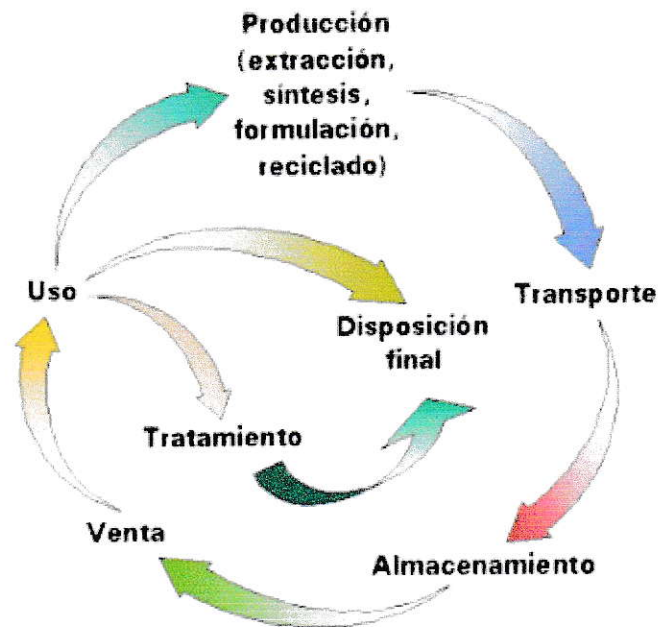 Producción
(extracción,
síntesis,
formulación,
reciclado)
Uso
Transporte
Disposición
final
Tratamiento
Venta
Almacenamiento